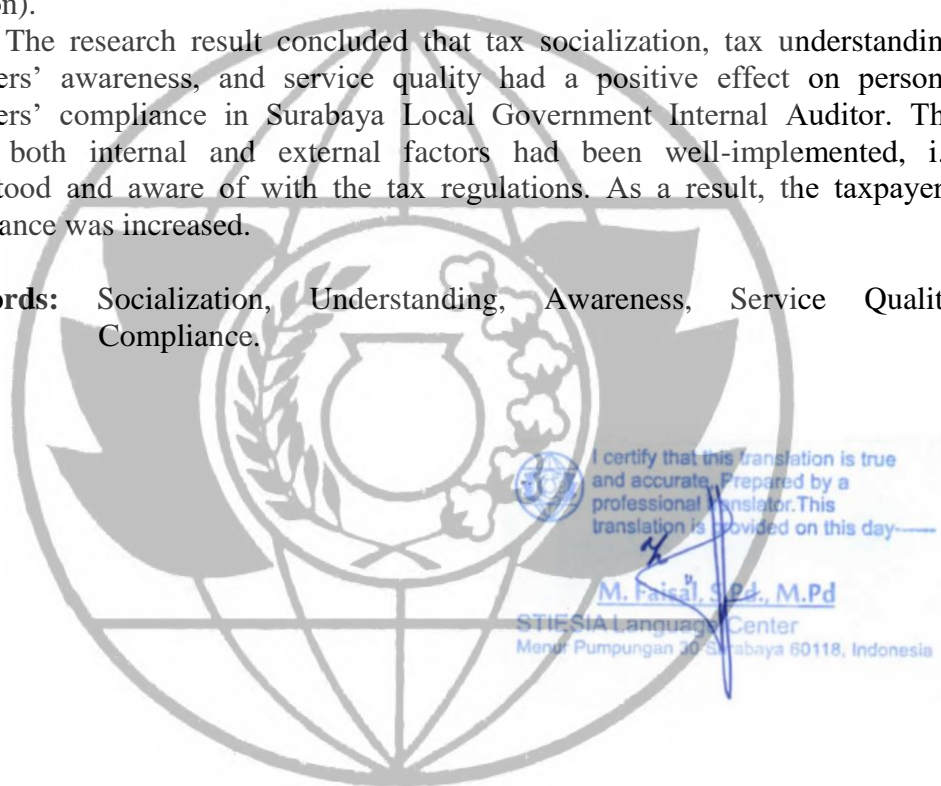 on).
The research result concluded that tax socialization, tax understandin
ers’ awareness, and service quality had a positive effect on person
ers’ compliance in Surabaya Local Government Internal Auditor. Th
both internal and external factors had been well-implemented, i.
tood and aware of with the tax regulations. As a result, the taxpayer
ance was increased.
ords: Socialization, Understanding, Awareness, Service Qualit
Compliance.
I certify that this translation is true
and accurate. Prepared by a
professional translator. This
translation is provided on this day
M. Faisal, S.Pd., M.Pd
STIESIA Language Center
Menur Pumpungan 30 Surabaya 60118, Indonesia